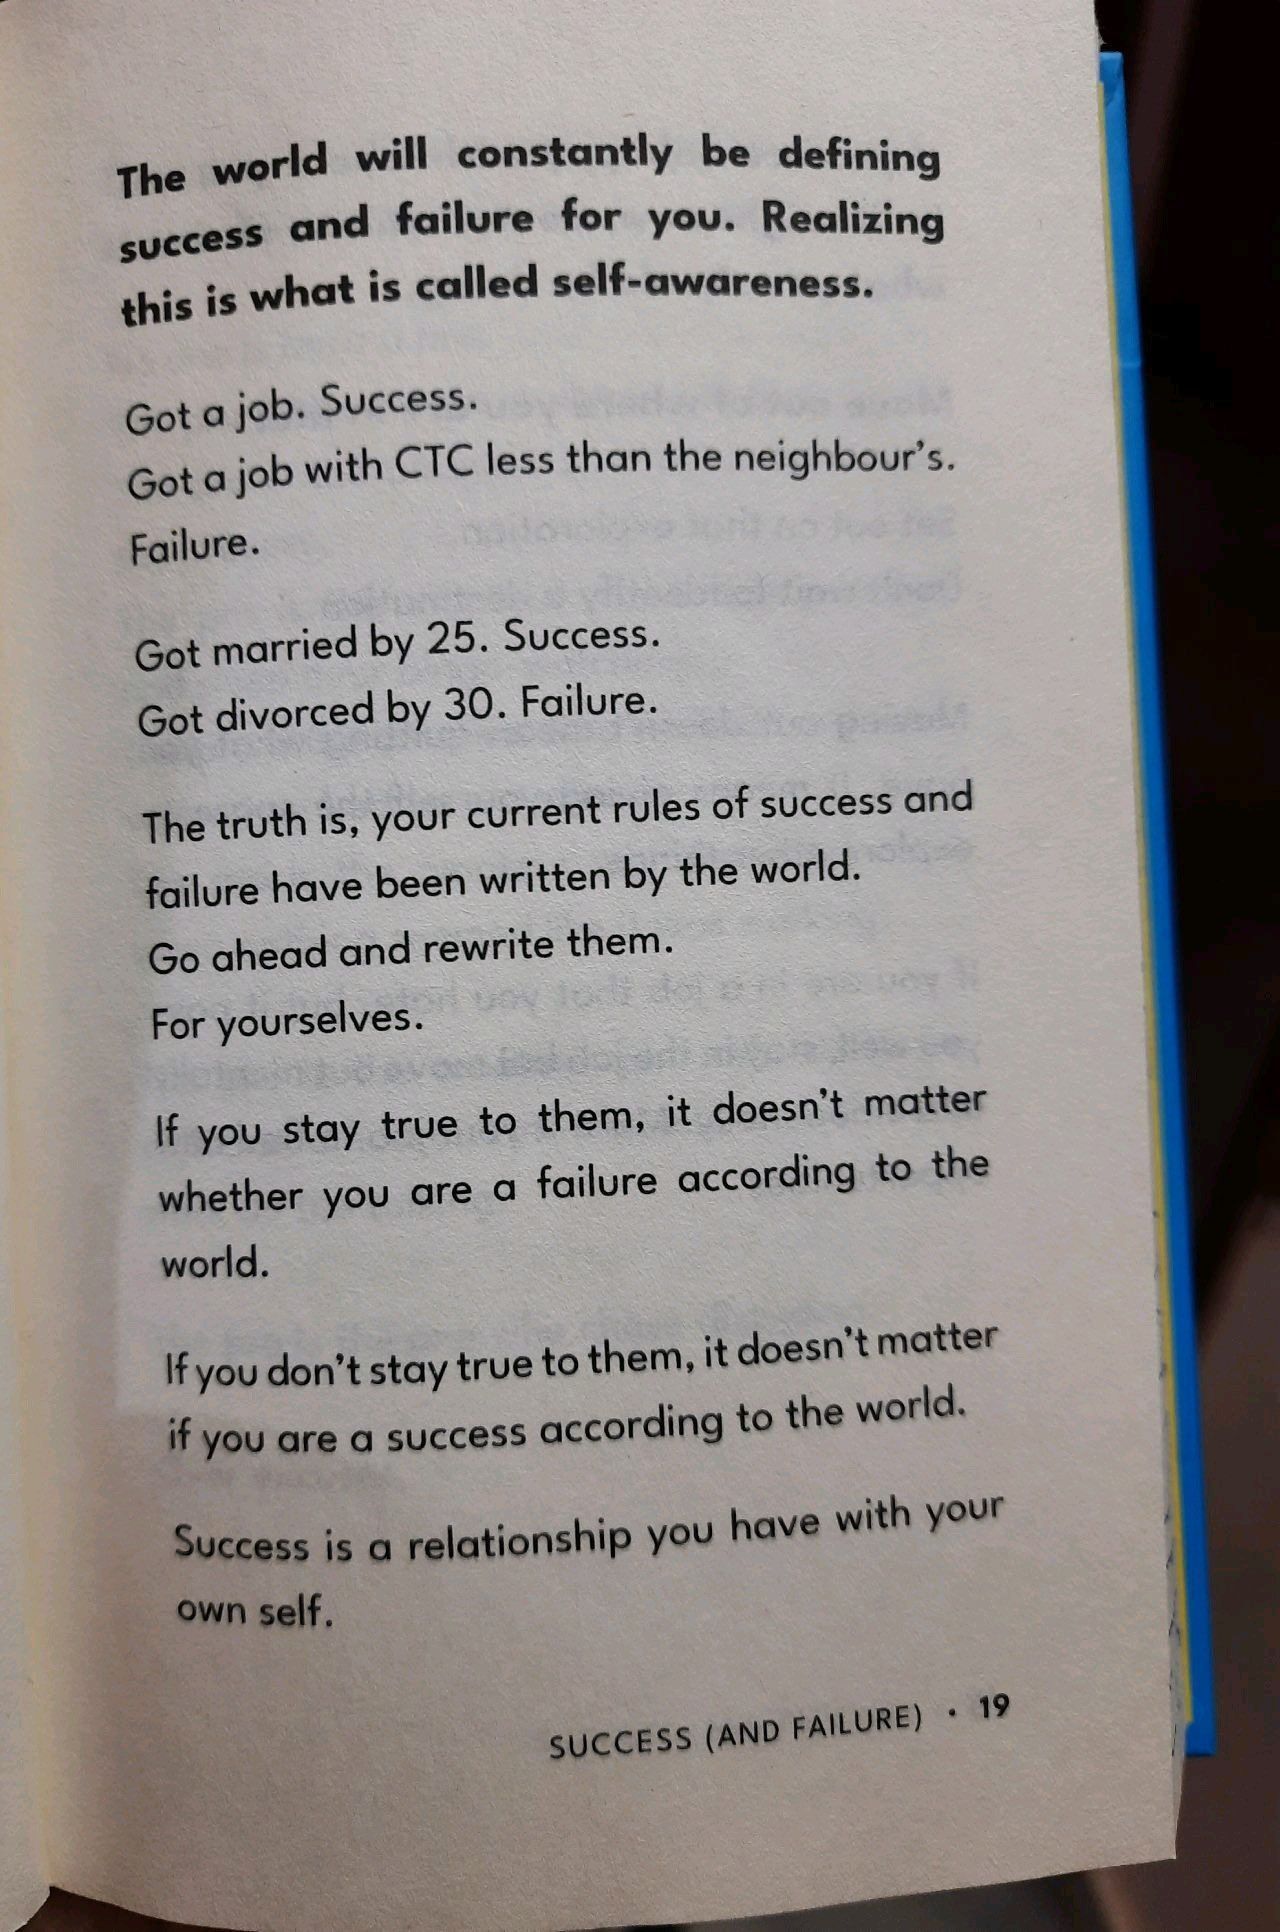 The world will constantly be defining
success and failure for you. Realizing
this is what is called self-awareness.
Got a job. Success.
Got a job with CTC less than the neighbour's.
Failure.
Got married by 25. Success.
Got divorced by 30. Failure.
The truth is, your current rules of success and
failure have been written by the world.
Go ahead and rewrite them.
For yourselves.
If you stay true to them, it doesn't matter
whether you are a failure according to the
world.
If you don't stay true to them, it doesn't matter
if you are a success according to the world.
Success is a relationship you have with your
own self.
SUCCESS (AND FAILURE) • 19